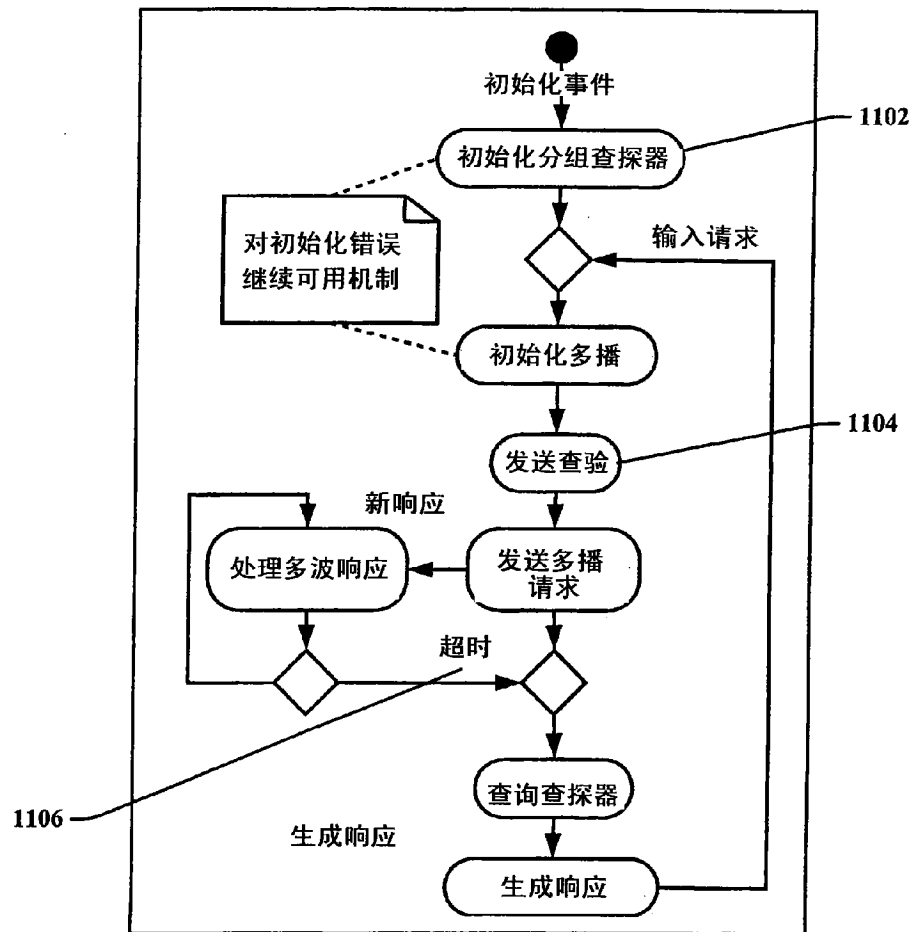 初始化事件
1102
初始化分组查探器
对初始化错误
继续可用机制
输入请求
初始化多播
1104
发送查验
新响应
处理多波响应
发送多播
请求
超时
查询查探器
1106
生成响应
生成响应